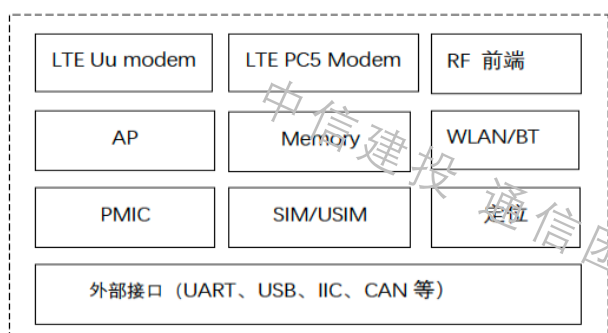 LTE Uu modem
LTE PC5 Modem
RF 前端
AP
Memory
WLAN/BT
PMIC
SIM/USIM
定位
外部接口（UART、USB、IIC、CAN 等）
中信建投 通信团